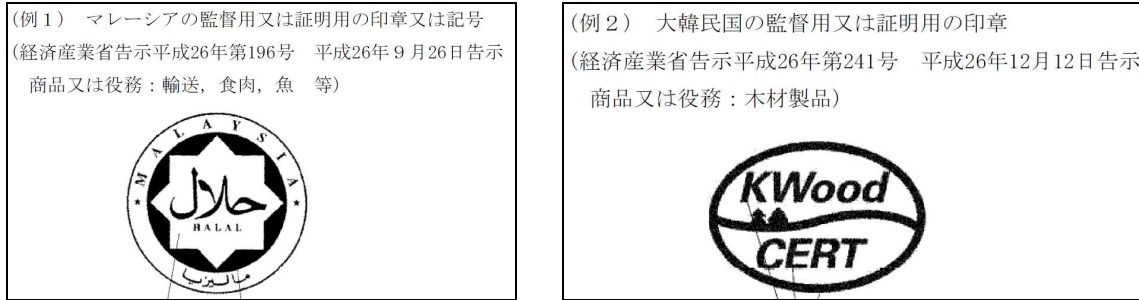 (例１) マレーシアの監督用又は証明用の印章又は記号
(経済産業省告示平成26年第196号　平成26年９月26日告示
商品又は役務：輸送，食肉，魚　等)
MALAYSIA
حلال
HALAL
ماليزيا
(例２) 大韓民国の監督用又は証明用の印章
(経済産業省告示平成26年第241号　平成26年12月12日告示
商品又は役務：木材製品)
KWood
CERT